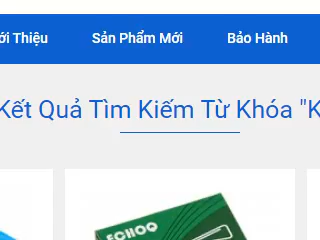 ới Thiệu Sản Phẩm Mới Bảo Hành
Kết Quả Tìm Kiếm Từ Khóa "K
ECHOO